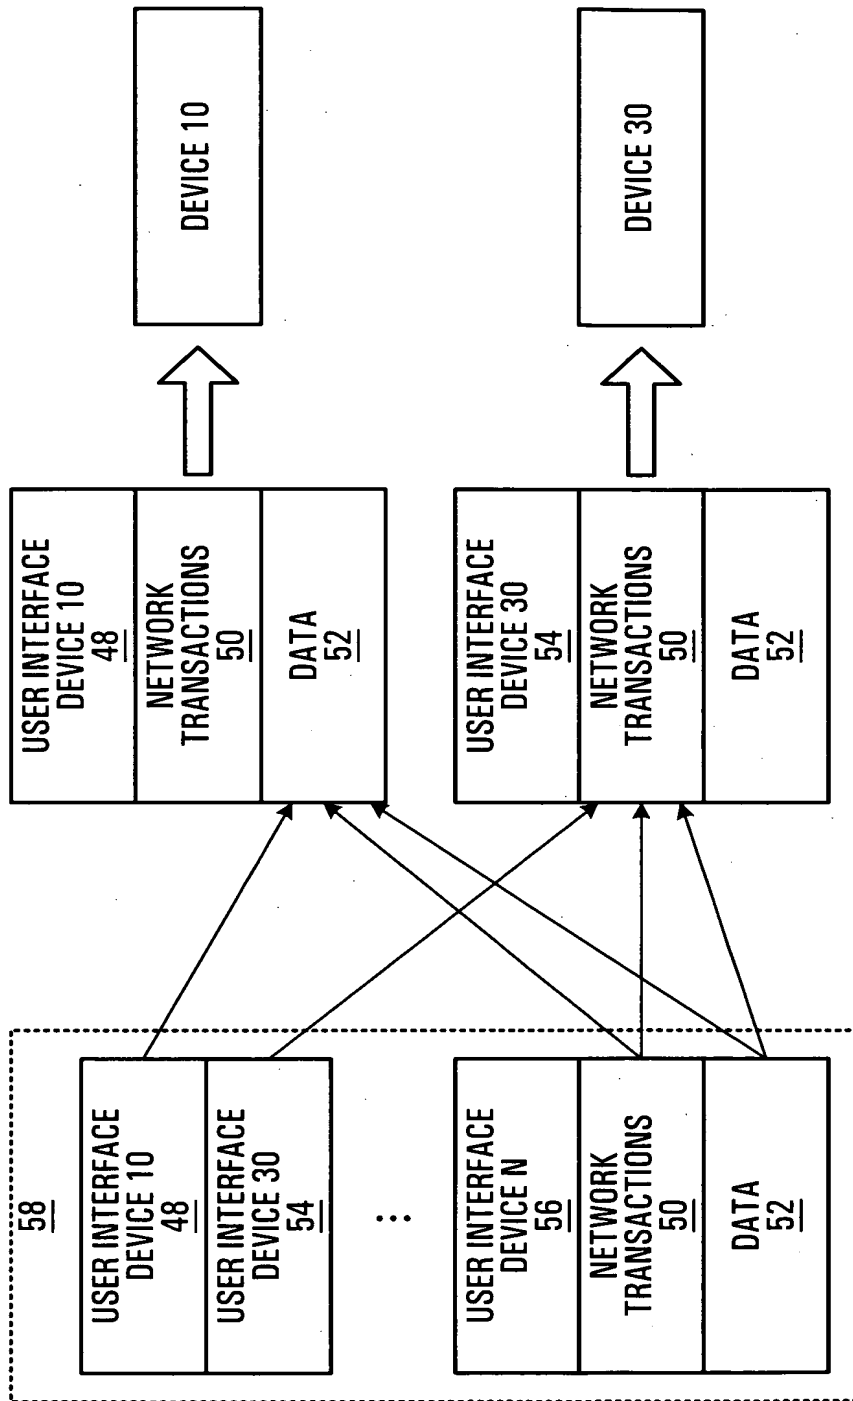 58
USER INTERFACE
DEVICE 10
48
USER INTERFACE
DEVICE 30
54
...
USER INTERFACE
DEVICE N
56
NETWORK
TRANSACTIONS
50
DATA
52
USER INTERFACE
DEVICE 10
48
NETWORK
TRANSACTIONS
50
DATA
52
USER INTERFACE
DEVICE 30
54
NETWORK
TRANSACTIONS
50
DATA
52
DEVICE 10
DEVICE 30